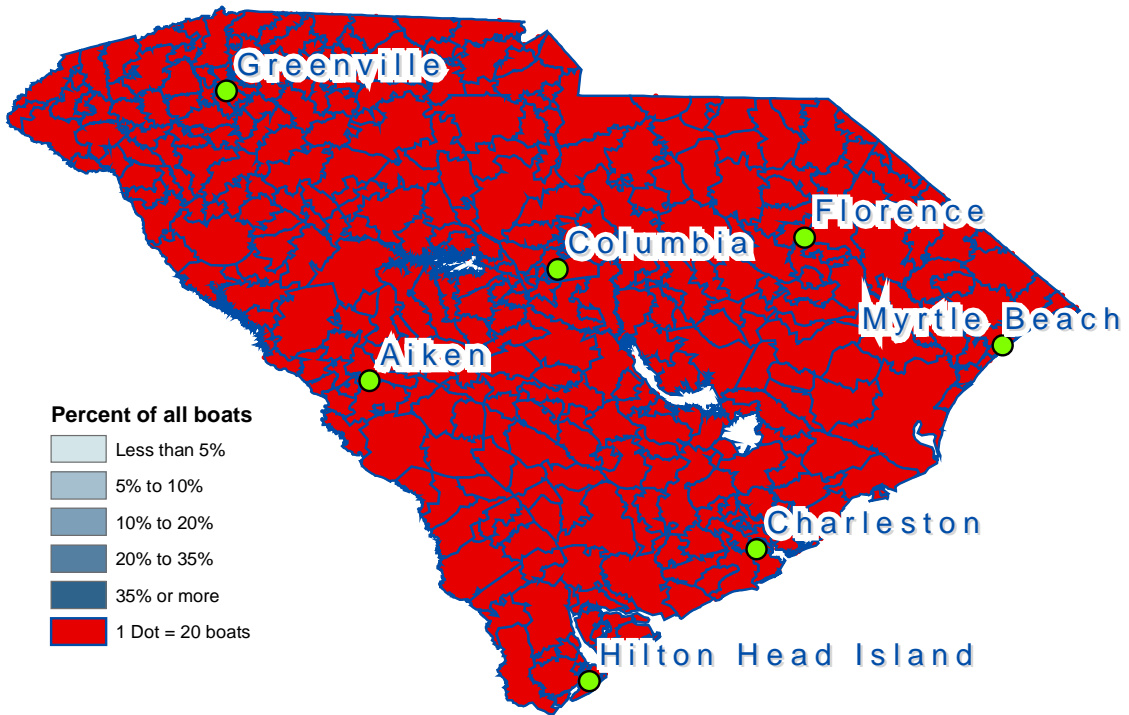 Greenville
Florence
Columbia
Myrtle Beach
Aiken
Percent of all boats
Less than 5%
5% to 10%
10% to 20%
20% to 35%
35% or more
1 Dot = 20 boats
Charleston
Hilton Head Island